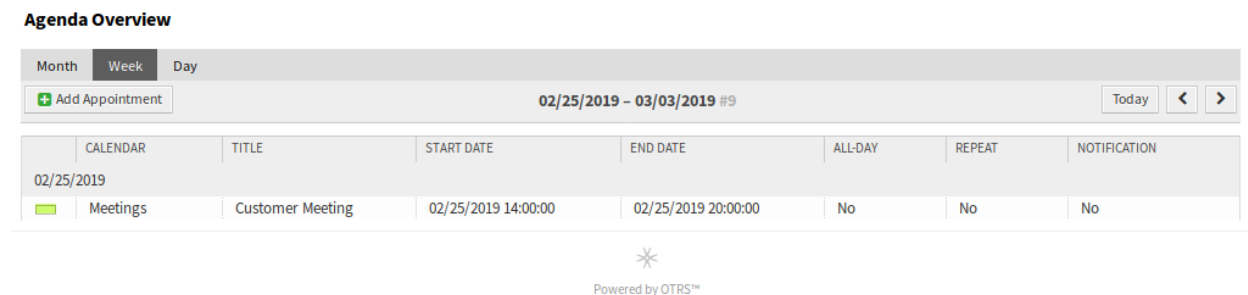 Agenda Overview
Month Week Day
Add Appointment 02/25/2019 – 03/03/2019 #9 Today
CALENDAR TITLE START DATE END DATE ALL-DAY REPEAT NOTIFICATION
02/25/2019
Meetings Customer Meeting 02/25/2019 14:00:00 02/25/2019 20:00:00 No No No
Powered by OTRS™